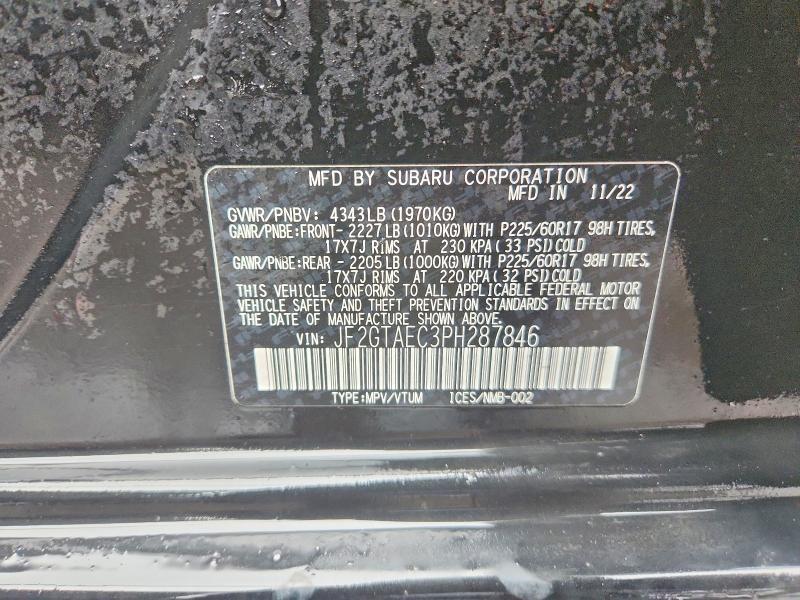 MFD BY SUBARU CORPORATION
MFD IN 11/22
GVWR/PNBV: 4343LB (1970KG)
GAWR/PNBE:FRONT- 2227LB (1010KG) WITH P225/60R17 98H TIRES,
17X7J RIMS AT 230 KPA (33 PSI) COLD
GAWR/PNBE:REAR - 2205LB (1000KG) WITH P225/60R17 98H TIRES,
17X7J RIMS AT 220 KPA (32 PSI) COLD
THIS VEHICLE CONFORMS TO ALL APPLICABLE FEDERAL MOTOR
VEHICLE SAFETY AND THEFT PREVENTION STANDARDS IN EFFECT ON
THE DATE OF MANUFACTURE SHOWN ABOVE.
VIN: JF2GTAEC3PH287846
TYPE:MPV/VTUM ICES/NMB-002